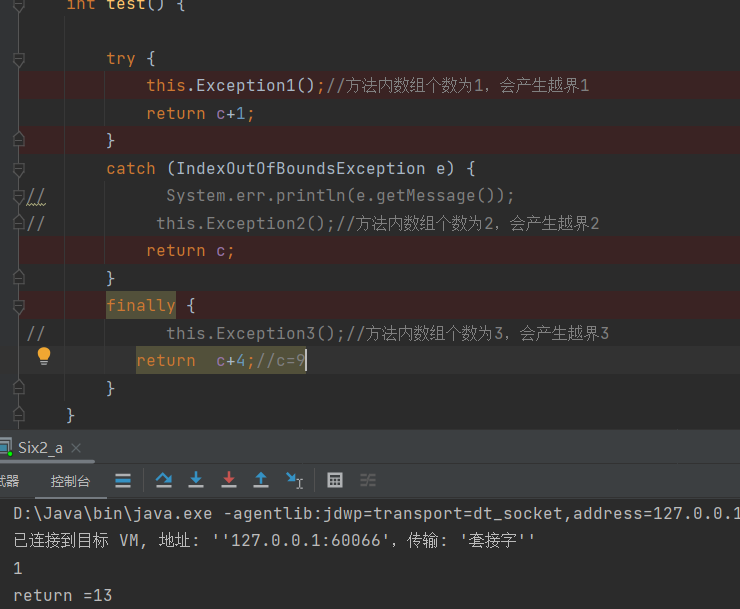 int test() {
try {
this.Exception1();//方法内数组个数为1，会产生越界1
return c+1;
}
catch (IndexOutOfBoundsException e) {
// System.err.println(e.getMessage());
// this.Exception2();//方法内数组个数为2，会产生越界2
return c;
}
finally {
// this.Exception3();//方法内数组个数为3，会产生越界3
return c+4;//c=9
}
}
Six2_a
试器 控制台
D:\Java\bin\java.exe -agentlib:jdwp=transport=dt_socket,address=127.0.0.1
已连接到目标 VM, 地址: ''127.0.0.1:60066'，传输: '套接字''
1
return =13